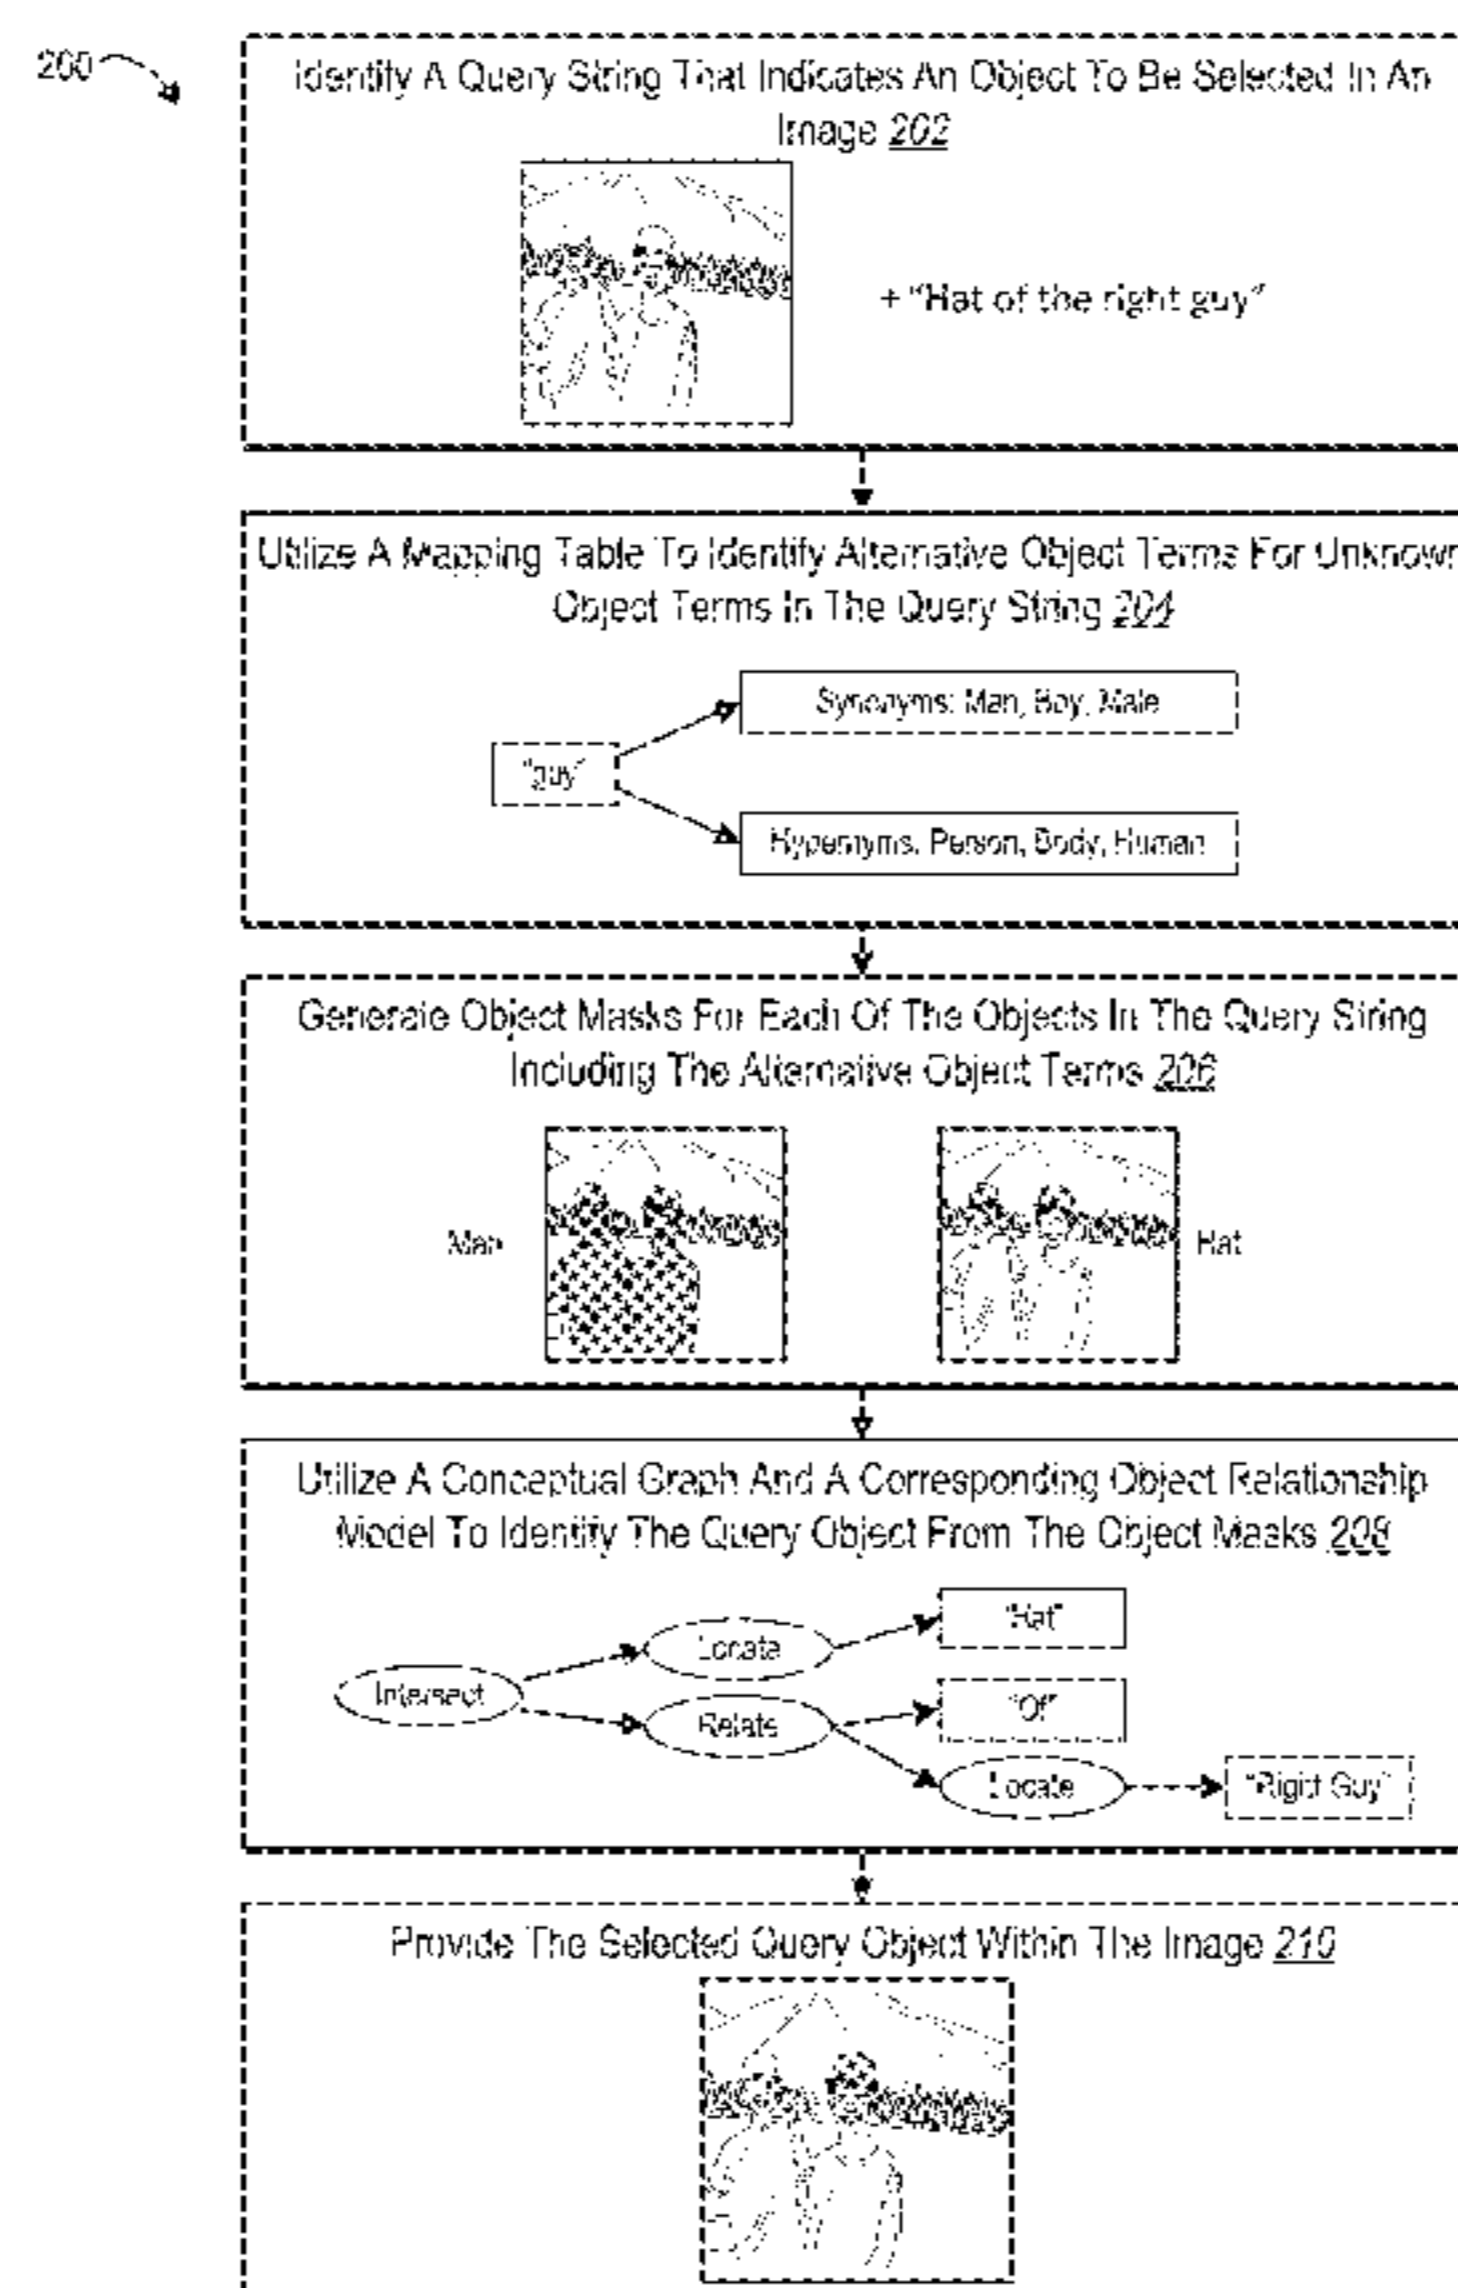 200
Identify A Query String That Indicates An Object To Be Selected In An
Image 202
+ "Hat of the right guy"
Utilize A Mapping Table To Identify Alternative Object Terms For Unknown
Object Terms In The Query String 204
Synonyms: Man, Boy, Male
"guy"
Hypernyms: Person, Body, Human
Generate Object Masks For Each Of The Objects In The Query String
Including The Alternative Object Terms 206
Man
Hat
Utilize A Conceptual Graph And A Corresponding Object Relationship
Model To Identify The Query Object From The Object Masks 208
"Hat"
Locate
Intersect
"Of"
Relate
Locate
"Right Guy"
Provide The Selected Query Object Within The Image 210